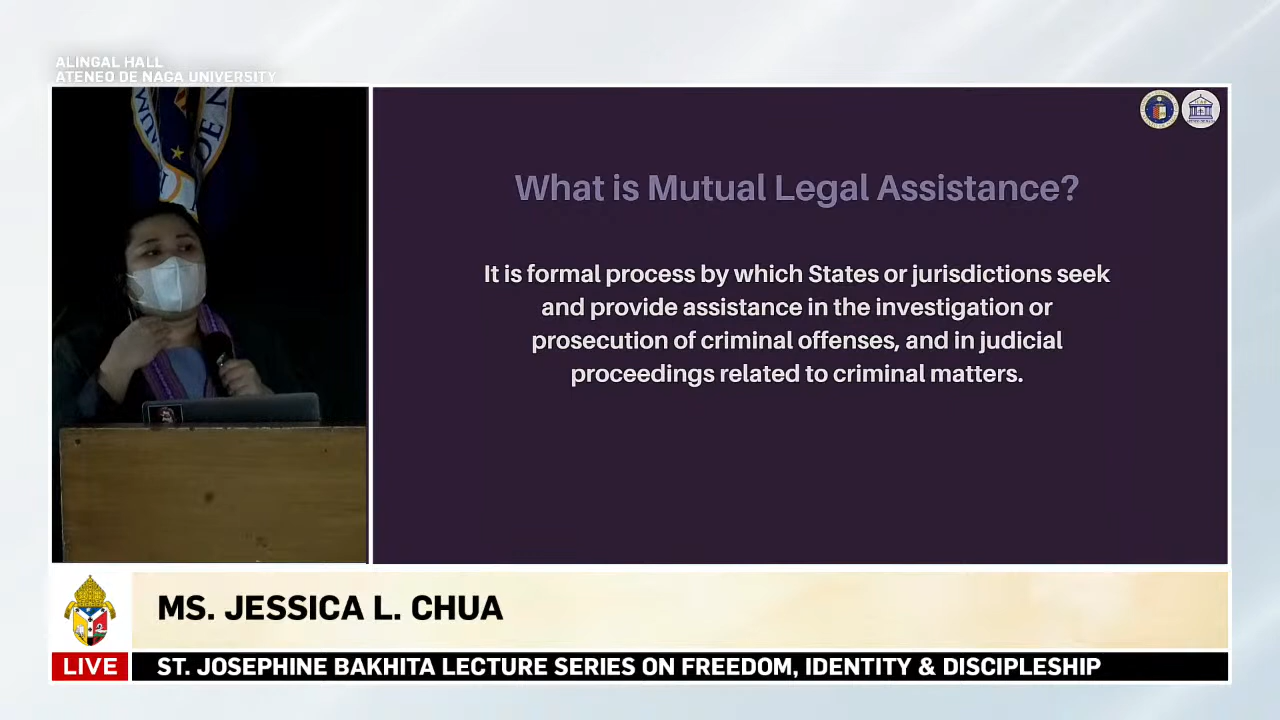 ALINGAL HALL
ATENEO DE NAGA UNIVERSITY
What is Mutual Legal Assistance?
It is formal process by which States or jurisdictions seek
and provide assistance in the investigation or
prosecution of criminal offenses, and in judicial
proceedings related to criminal matters.
MS. JESSICA L. CHUA
LIVE
ST. JOSEPHINE BAKHITA LECTURE SERIES ON FREEDOM, IDENTITY & DISCIPLESHIP